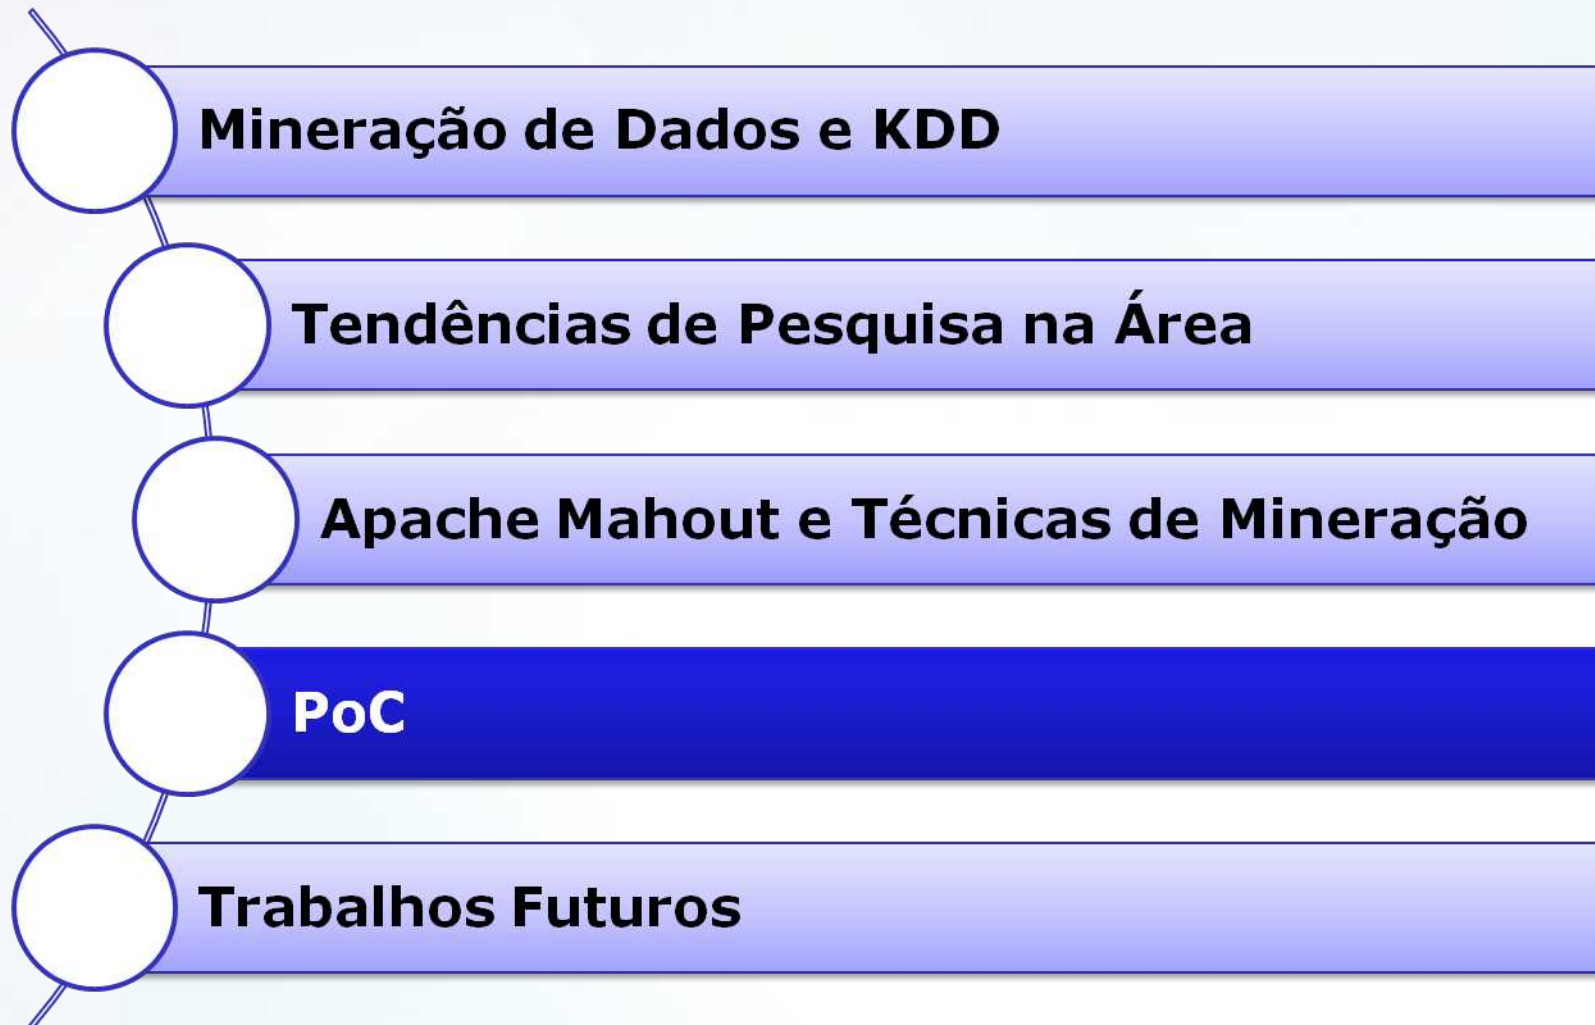 Mineração de Dados e KDD
Tendências de Pesquisa na Área
Apache Mahout e Técnicas de Mineração
PoC
Trabalhos Futuros